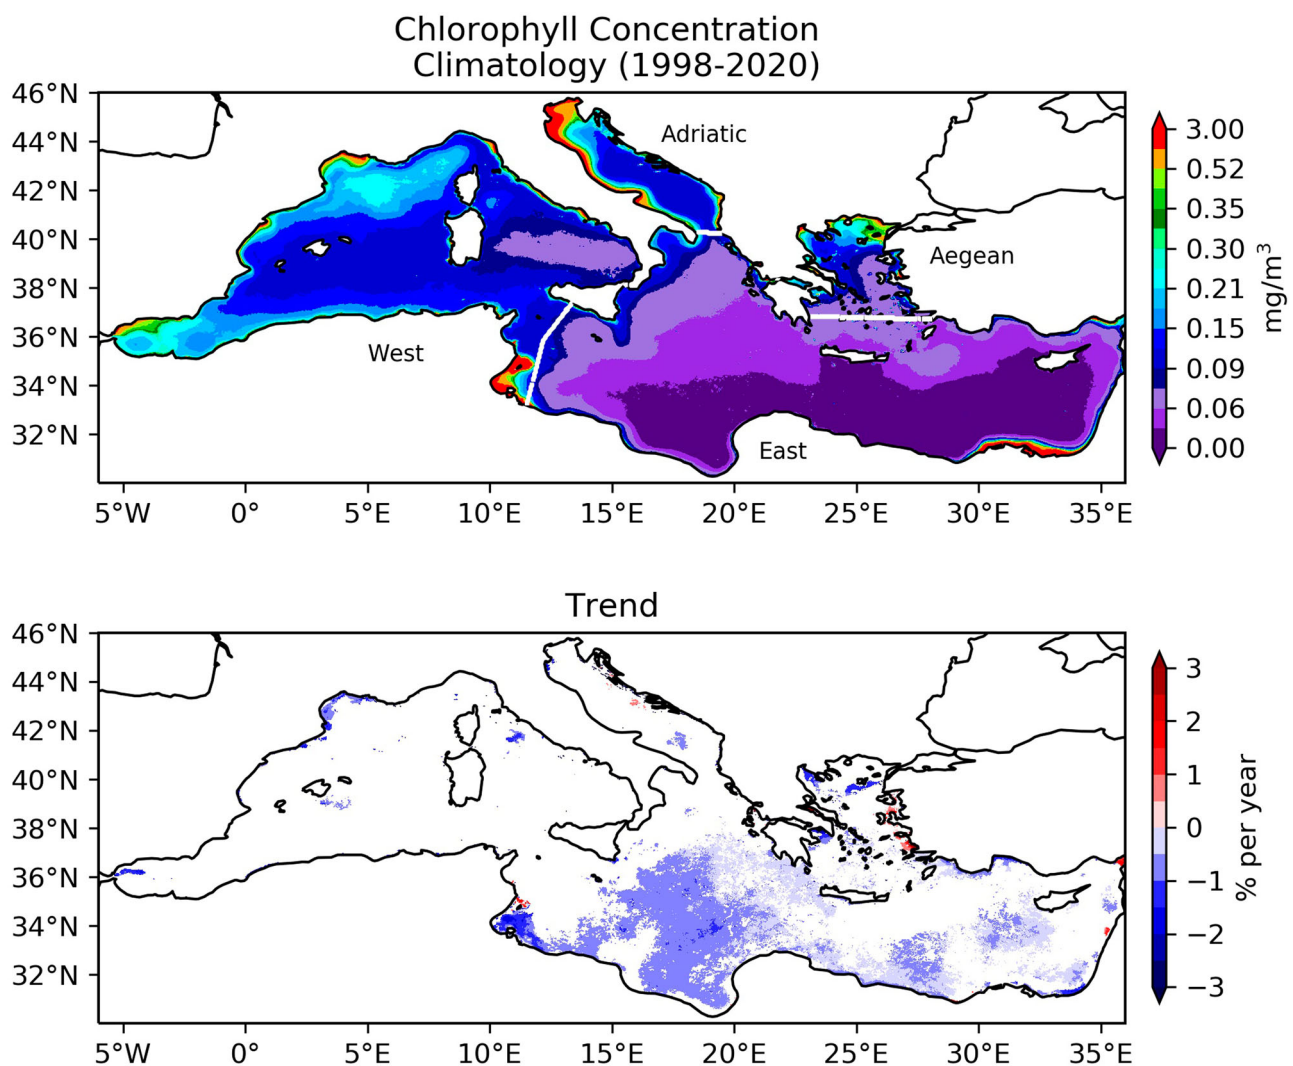 Chlorophyll Concentration
Climatology (1998-2020)
46°N
44°N
42°N
40°N
38°N
36°N
34°N
32°N
Adriatic
Aegean
West
East
5°W 0° 5°E 10°E 15°E 20°E 25°E 30°E 35°E
3.00
0.52
0.35
0.30
0.21
0.15
0.09
0.06
0.00
mg/m³
Trend
46°N
44°N
42°N
40°N
38°N
36°N
34°N
32°N
5°W 0° 5°E 10°E 15°E 20°E 25°E 30°E 35°E
3
2
1
0
−1
−2
−3
% per year